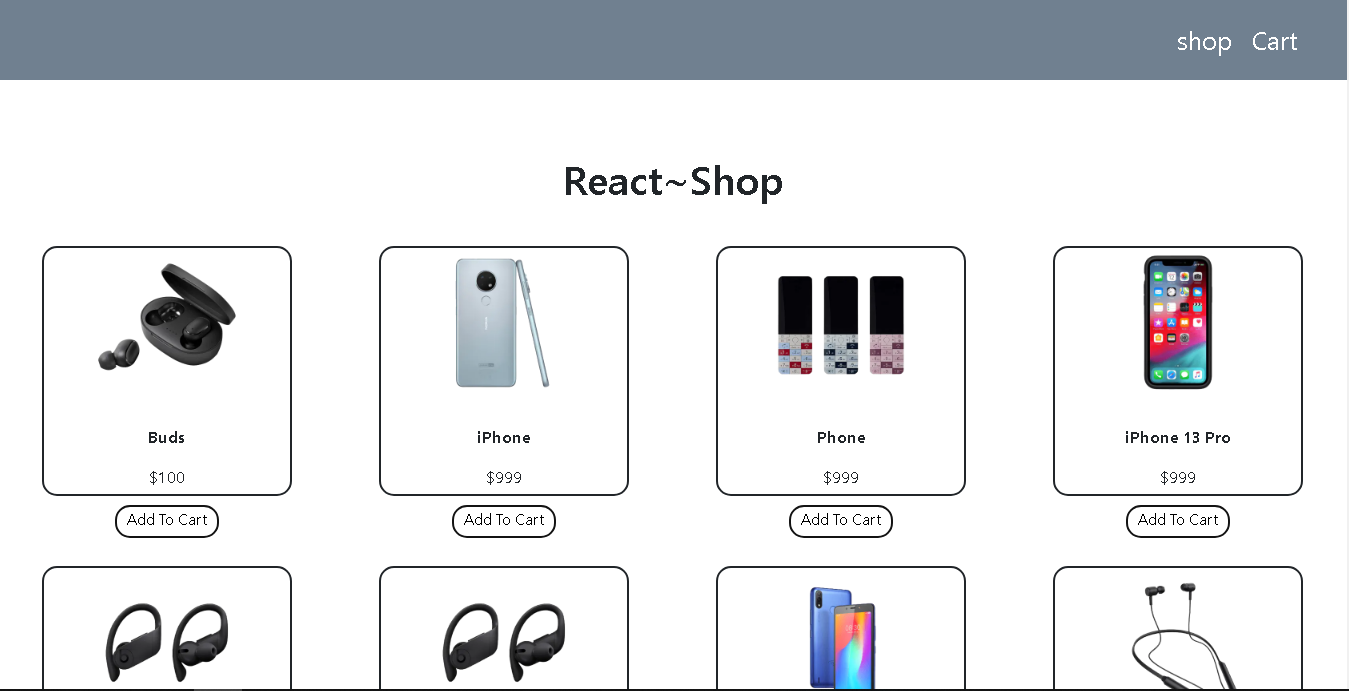 shop Cart
React~Shop
Buds iPhone Phone iPhone 13 Pro
$100 $999 $999 $999
Add To Cart Add To Cart Add To Cart Add To Cart